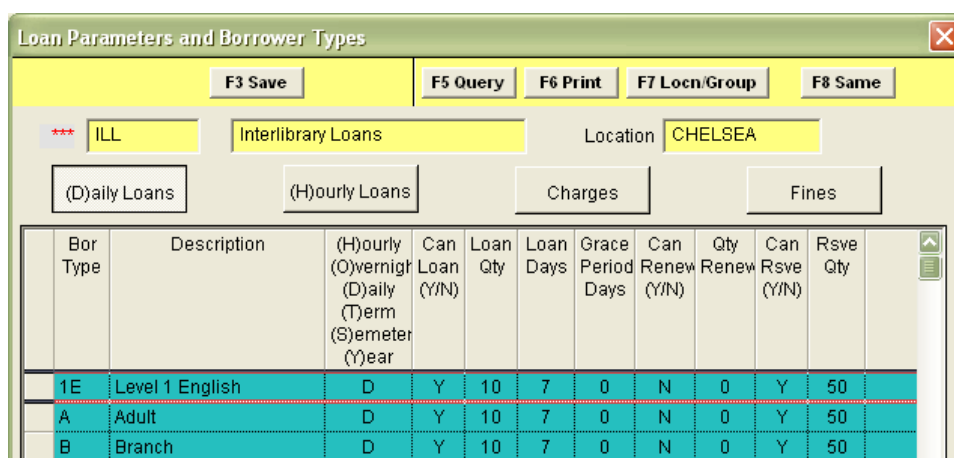 Loan Parameters and Borrower Types
F3 Save F5 Query F6 Print F7 Locn/Group F8 Same
*** ILL Interlibrary Loans Location CHELSEA
(D)aily Loans (H)ourly Loans Charges Fines
Bor Description (H)ourly Can Loan Loan Grace Can Qty Can Rsve
Type (O)vernigh Loan Qty Days Period Renew Renew Rsve Qty
(D)aily (Y/N) Days (Y/N) (Y/N)
(T)erm
(S)emeter
(Y)ear
1E Level 1 English D Y 10 7 0 N 0 Y 50
A Adult D Y 10 7 0 N 0 Y 50
B Branch D Y 10 7 0 N 0 Y 50